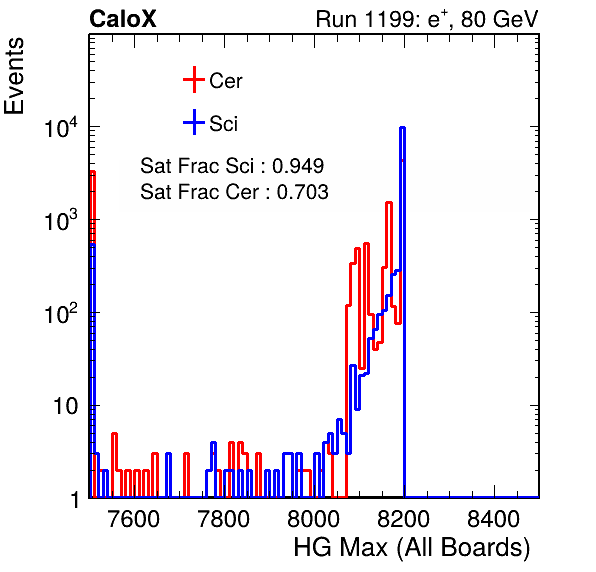 CaloX Run 1199: e⁺, 80 GeV
Events
Cer
Sci
Sat Frac Sci : 0.949
Sat Frac Cer : 0.703
10⁴
10³
10²
10
1
7600 7800 8000 8200 8400
HG Max (All Boards)